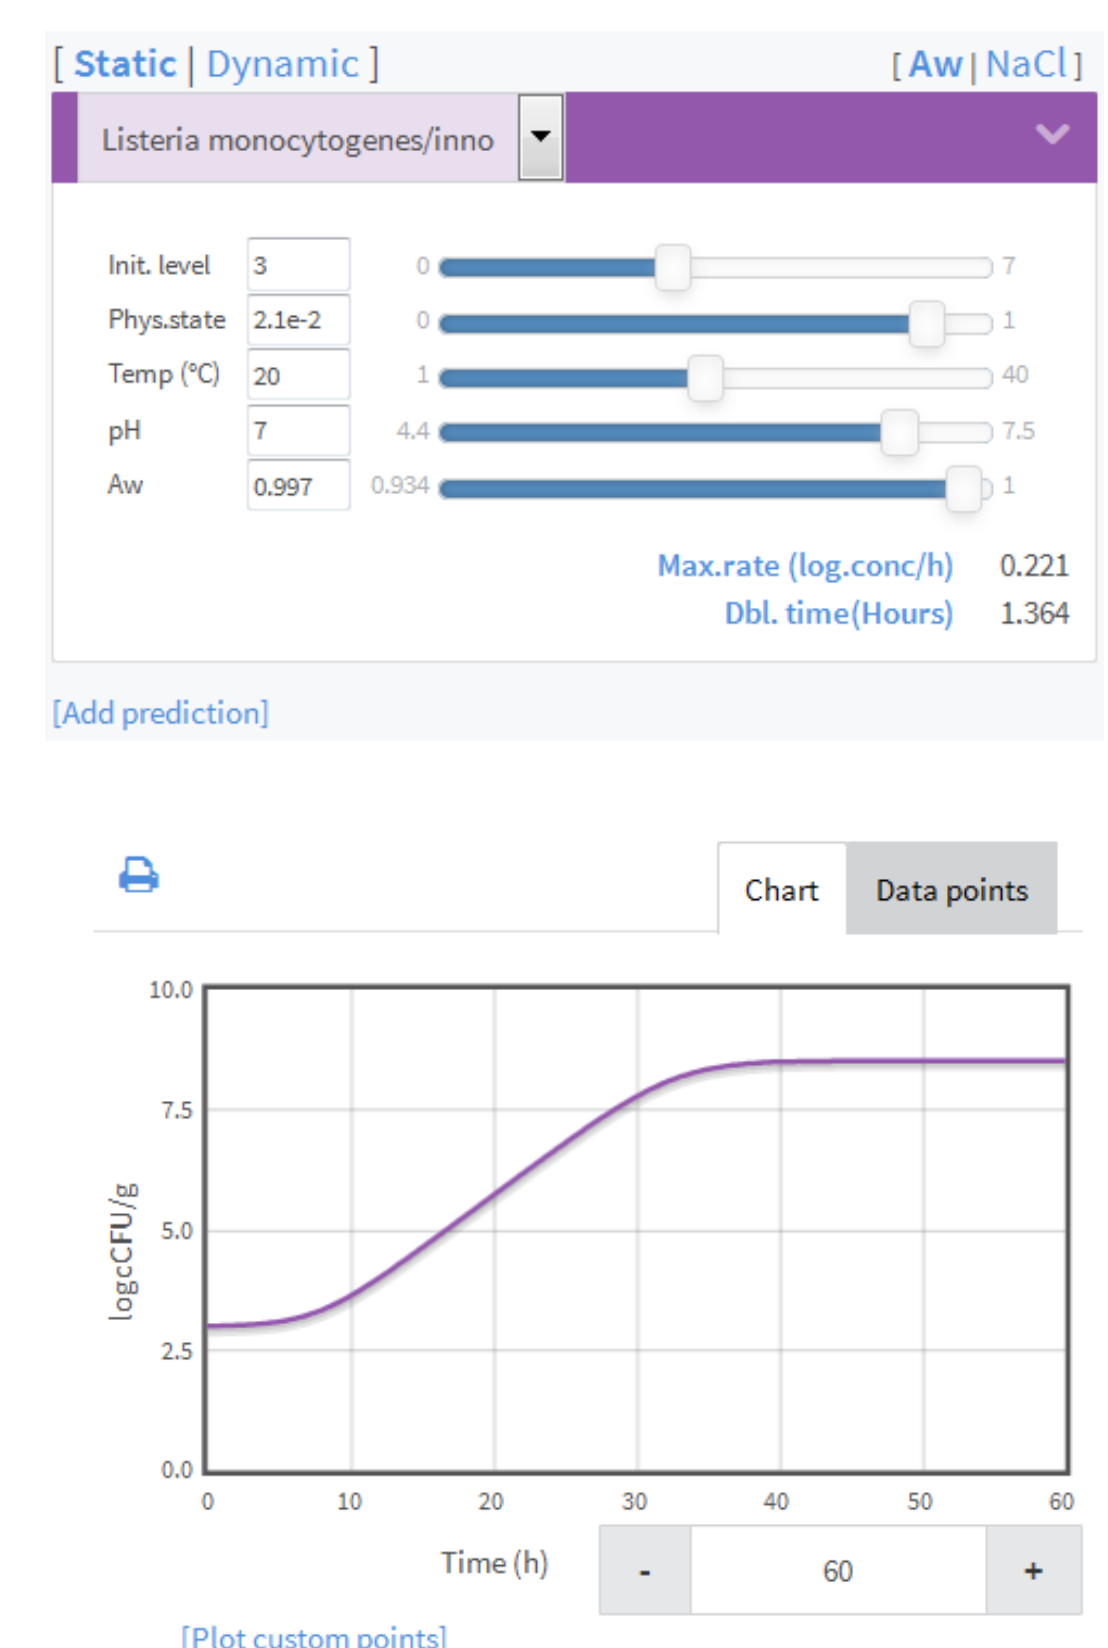 [ Static | Dynamic ] [ Aw | NaCl ]
Listeria monocytogenes/inno
Init. level 3 0 7
Phys.state 2.1e-2 0 1
Temp (°C) 20 1 40
pH 7 4.4 7.5
Aw 0.997 0.934 1
Max.rate (log.conc/h) 0.221
Dbl. time(Hours) 1.364
[Add prediction]
Chart Data points
10.0
7.5
5.0
2.5
0.0
logcCFU/g
0 10 20 30 40 50 60
Time (h) - 60 +
[Plot custom points]